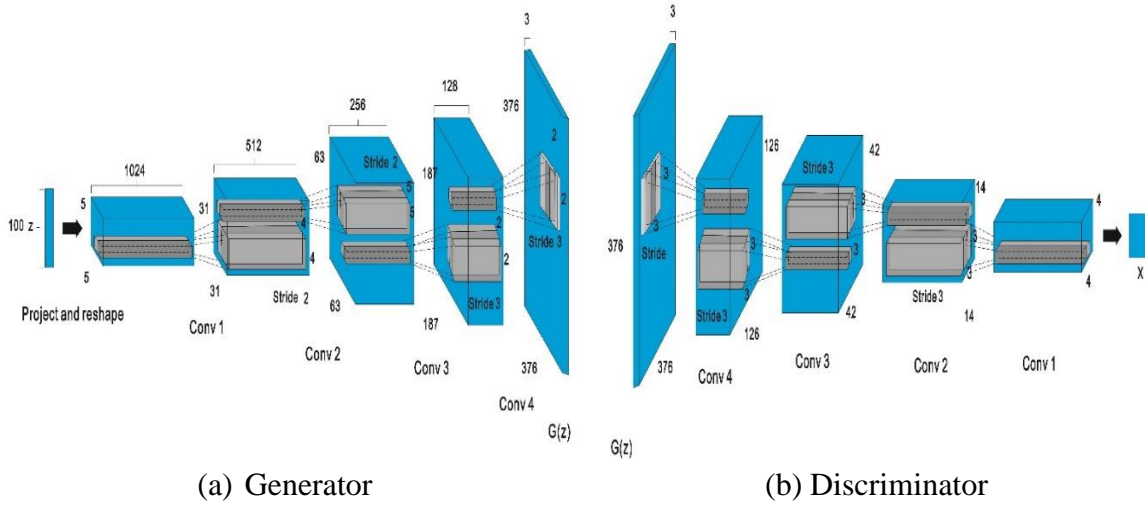 3
376
2
2
Stride 3
376
Conv 4
G(z)
128
187
2
2
Stride 3
187
Conv 3
256
63
Stride 2
5
5
63
Conv 2
512
31
4
4
31
Stride 2
Conv 1
1024
5
5
100 z
Project and reshape
3
376
3
3
Stride
376
G(z)
126
3
3
Stride 3
126
Conv 4
Stride 3
42
3
3
42
Conv 3
14
3
3
Stride 3
14
Conv 2
4
4
Conv 1
X
(a) Generator
(b) Discriminator